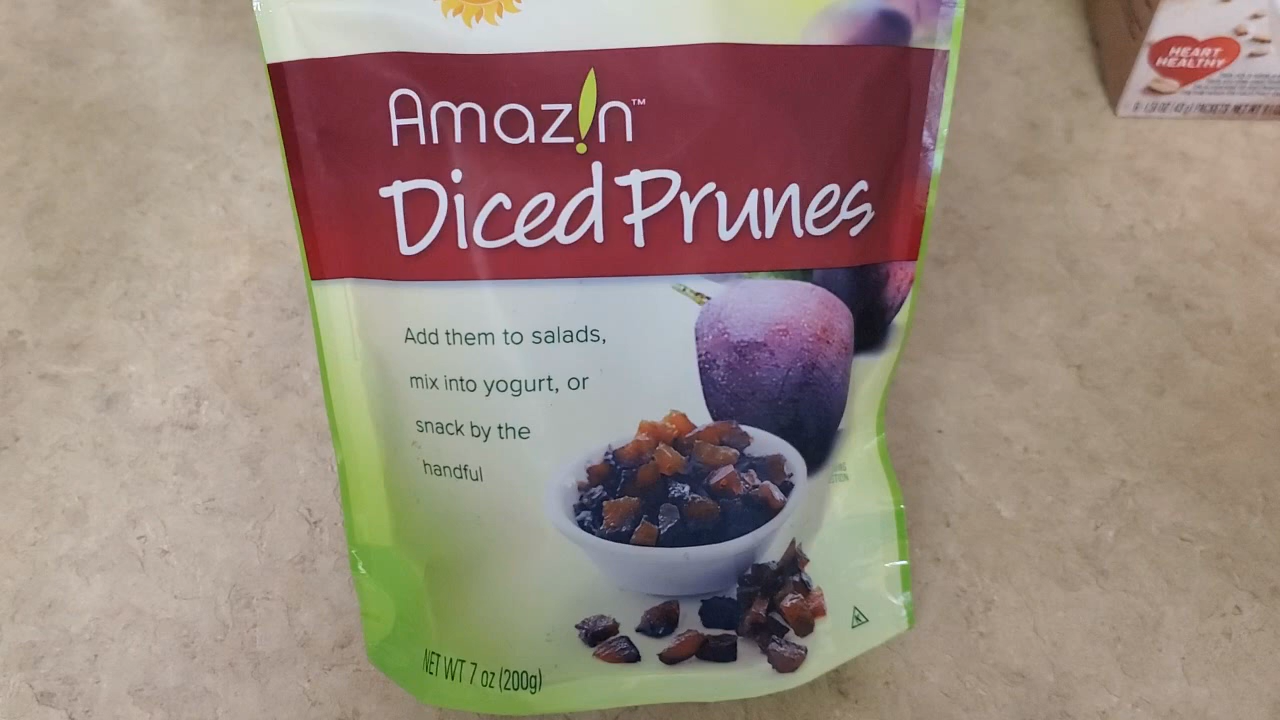 Amaz!n™
Diced Prunes
Add them to salads,
mix into yogurt, or
snack by the
handful
NET WT 7 oz (200g)
HEART
HEALTHY
K